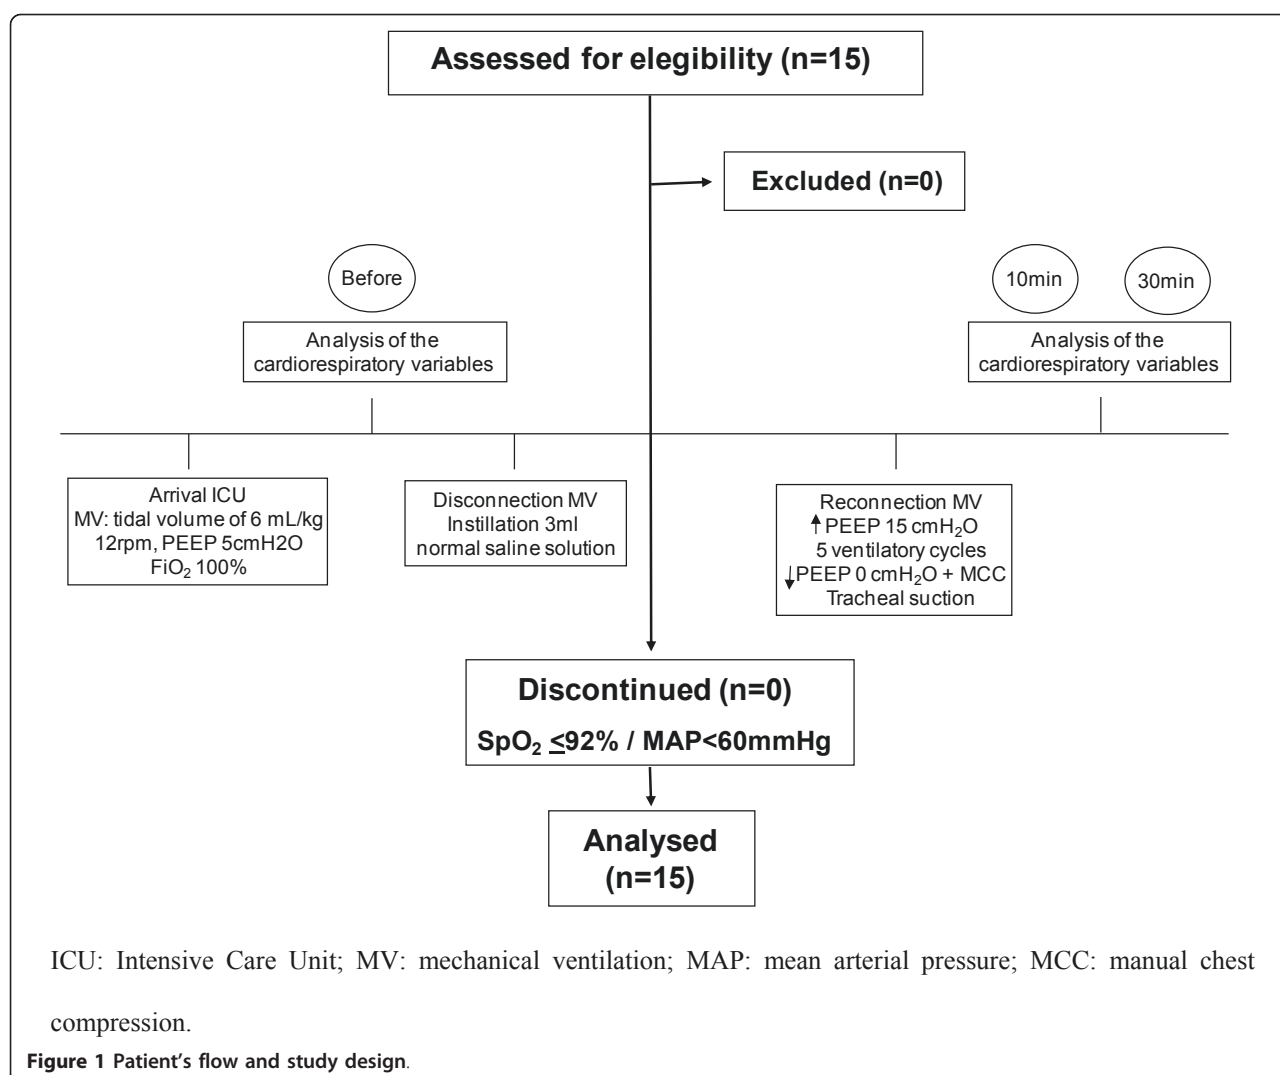 Assessed for elegibility (n=15)
Excluded (n=0)
Before
10min
30min
Analysis of the
cardiorespiratory variables
Analysis of the
cardiorespiratory variables
Arrival ICU
MV: tidal volume of 6 mL/kg
12rpm, PEEP 5cmH2O
FiO₂ 100%
Disconnection MV
Instillation 3ml
normal saline solution
Reconnection MV
↑PEEP 15 cmH₂O
5 ventilatory cycles
↓PEEP 0 cmH₂O + MCC
Tracheal suction
Discontinued (n=0)
SpO₂ ≤92% / MAP<60mmHg
Analysed
(n=15)
ICU: Intensive Care Unit; MV: mechanical ventilation; MAP: mean arterial pressure; MCC: manual chest
compression.
Figure 1 Patient's flow and study design.